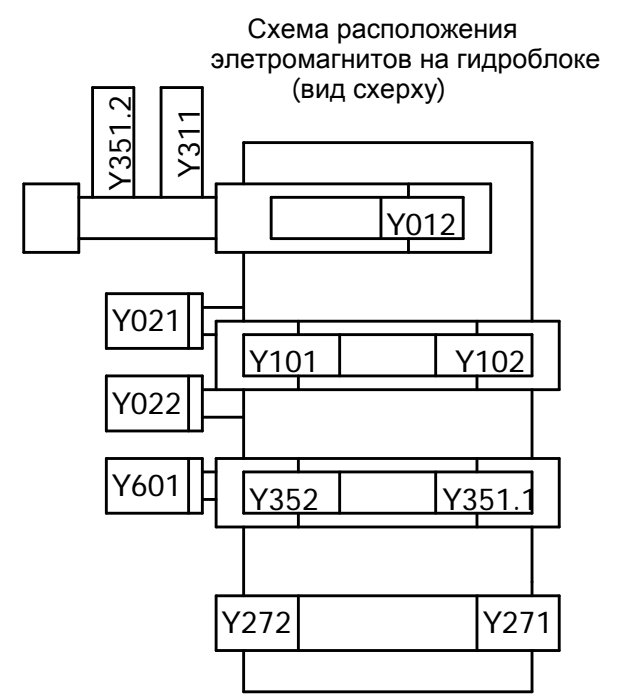 Схема расположения
элетромагнитов на гидроблоке
(вид схерху)
Y351.2
Y311
Y012
Y021
Y101
Y102
Y022
Y601
Y352
Y351.1
Y272
Y271